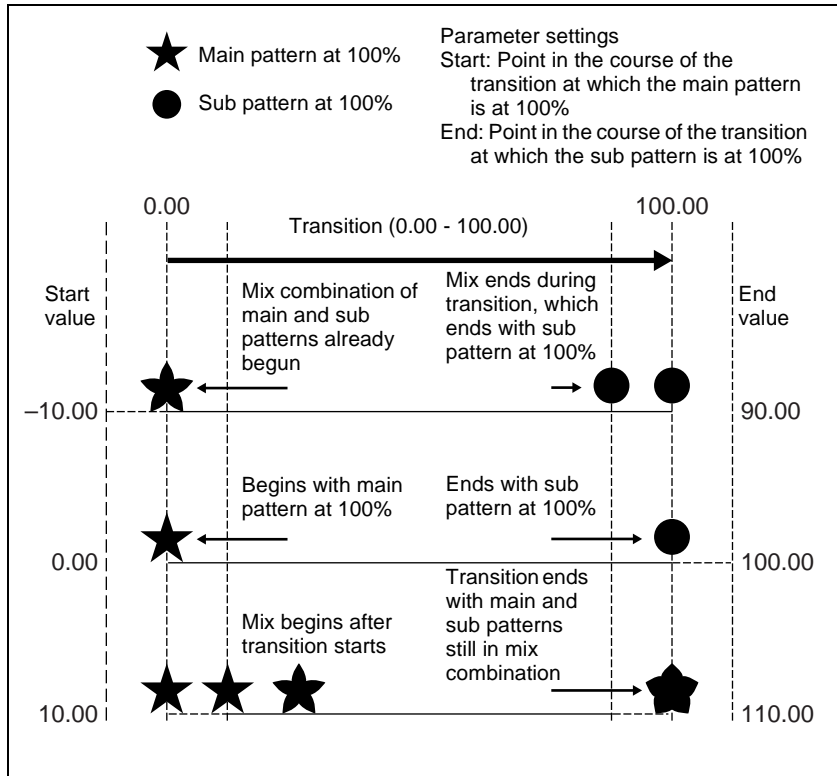 Main pattern at 100%
Sub pattern at 100%
Parameter settings
Start: Point in the course of the
transition at which the main pattern
is at 100%
End: Point in the course of the transition
at which the sub pattern is at 100%
0.00
100.00
Transition (0.00 - 100.00)
Start
value
End
value
Mix combination of
main and sub
patterns already
begun
Mix ends during
transition, which
ends with sub
pattern at 100%
–10.00
90.00
Begins with main
pattern at 100%
Ends with sub
pattern at 100%
0.00
100.00
Mix begins after
transition starts
Transition ends
with main and
sub patterns
still in mix
combination
10.00
110.00